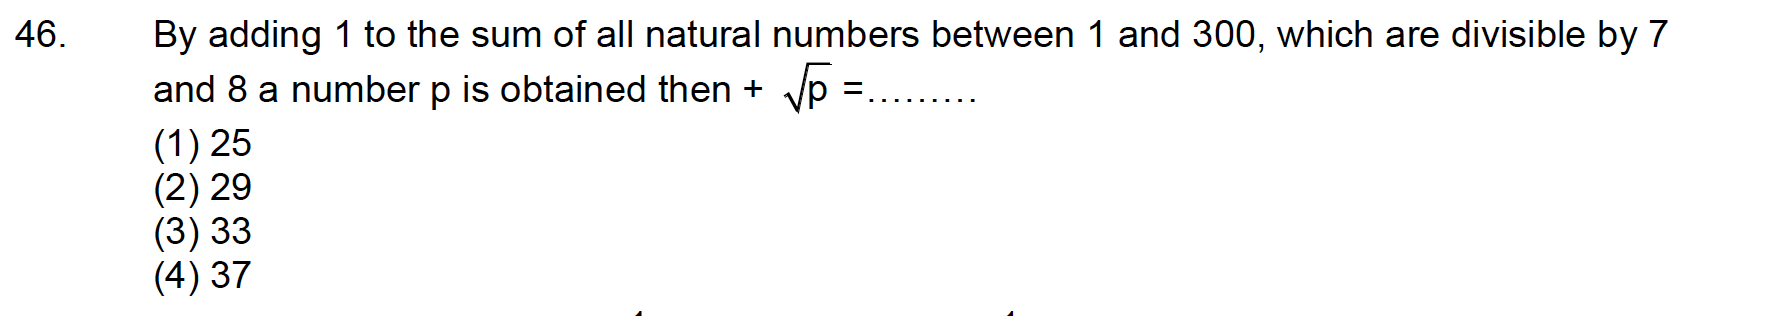 46. By adding 1 to the sum of all natural numbers between 1 and 300, which are divisible by 7
and 8 a number p is obtained then + √p =.........
(1) 25
(2) 29
(3) 33
(4) 37